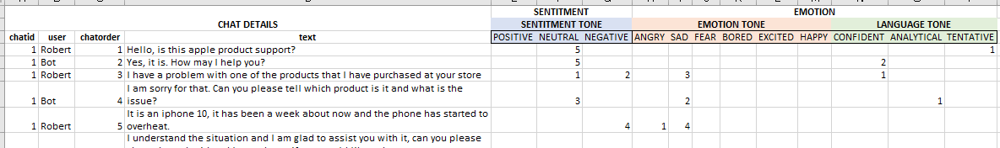 SENTITMENT EMOTION
CHAT DETAILS SENTITMENT TONE EMOTION TONE LANGUAGE TONE
chatid user chatorder text POSITIVE NEUTRAL NEGATIVE ANGRY SAD FEAR BORED EXCITED HAPPY CONFIDENT ANALYTICAL TENTATIVE
1 Robert 1 Hello, is this apple product support? 5 1
1 Bot 2 Yes, it is. How may I help you? 5 2
1 Robert 3 I have a problem with one of the products that I have purchased at your store 1 2 3 1
I am sorry for that. Can you please tell which product is it and what is the
1 Bot 4 issue? 3 2 1
It is an iphone 10, it has been a week about now and the phone has started to
1 Robert 5 overheat. 4 1 4
I understand the situation and I am glad to assist you with it, can you please